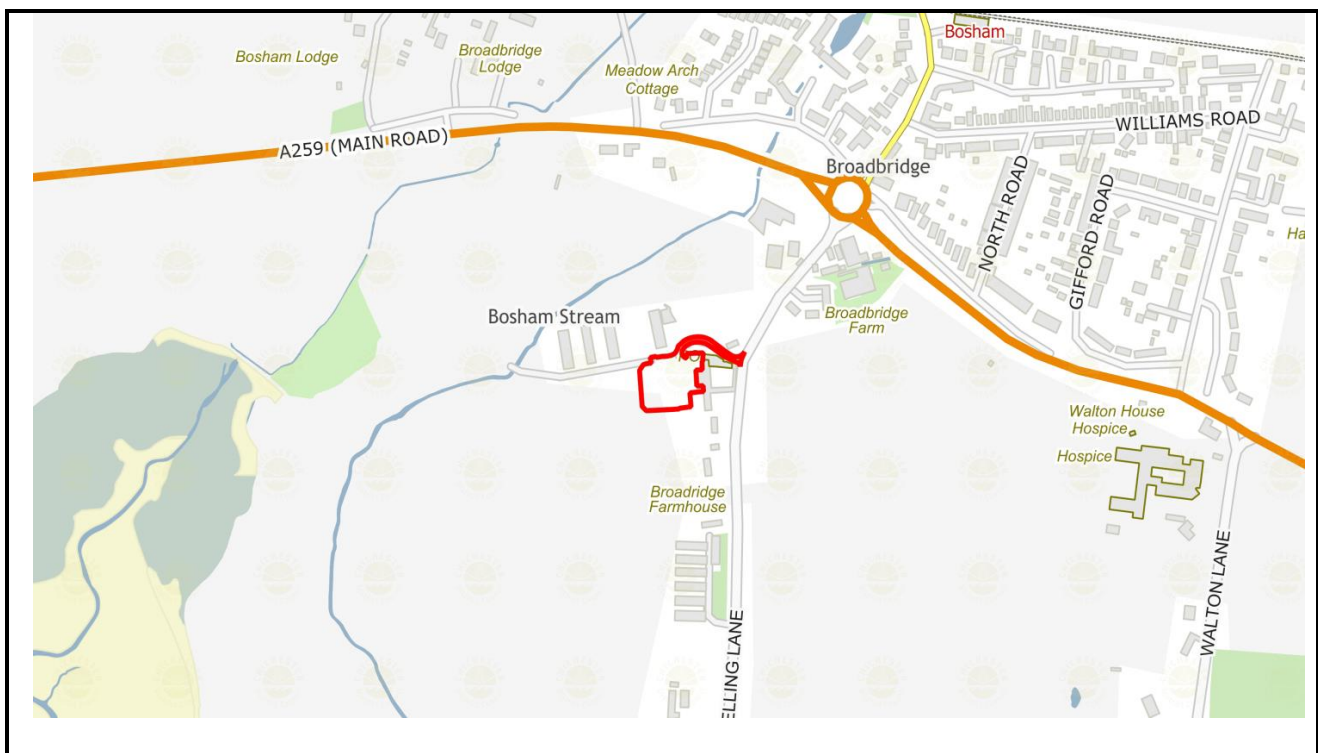 Bosham
Bosham Lodge
Broadbridge
Lodge
Meadow Arch
Cottage
WILLIAMS ROAD
A259 (MAIN ROAD)
Broadbridge
NORTH ROAD
GIFFORD ROAD
Bosham Stream
Broadbridge
Farm
Walton House
Hospice
Hospice
Broadridge
Farmhouse
ELLING LANE
WALTON LANE